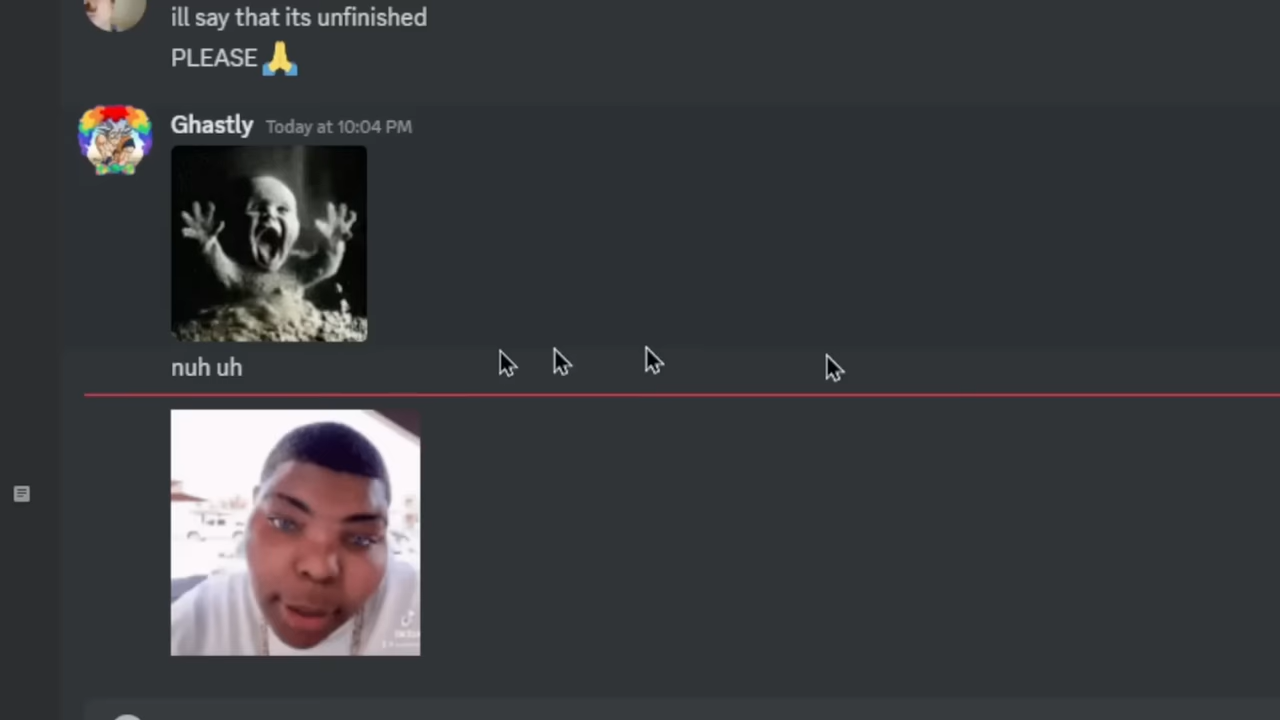 ill say that its unfinished
PLEASE 🙏
Ghastly Today at 10:04 PM
nuh uh